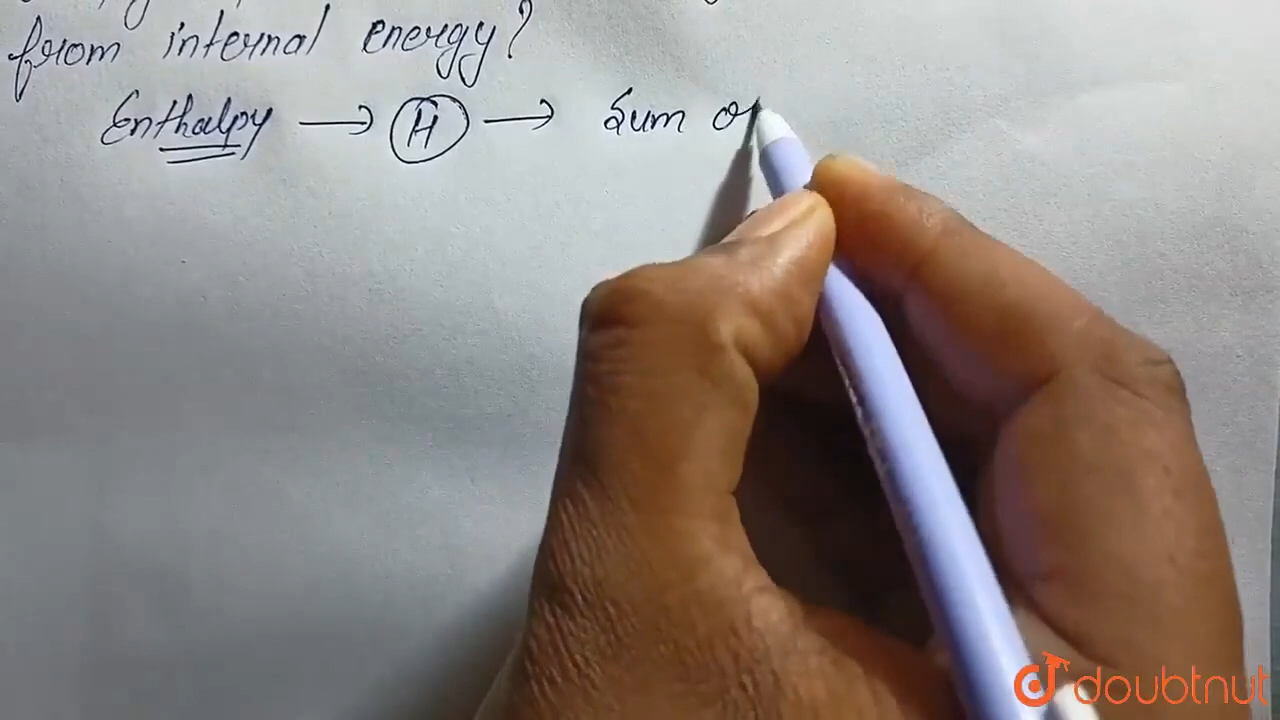 from internal energy?
Enthalpy → H → Sum of
doubtnut